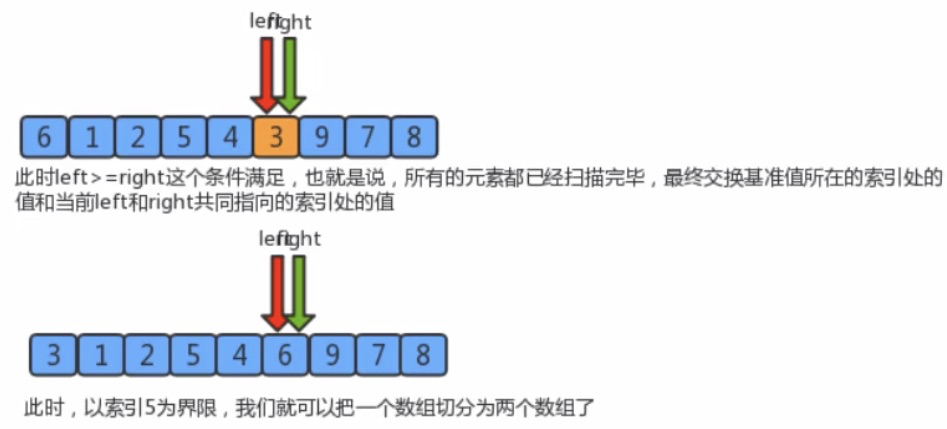 left right
6 1 2 5 4 3 9 7 8
此时left>=right这个条件满足，也就是说，所有的元素都已经扫描完毕，最终交换基准值所在的索引处的
值和当前left和right共同指向的索引处的值
left right
3 1 2 5 4 6 9 7 8
此时，以索引5为界限，我们就可以把一个数组切分为两个数组了